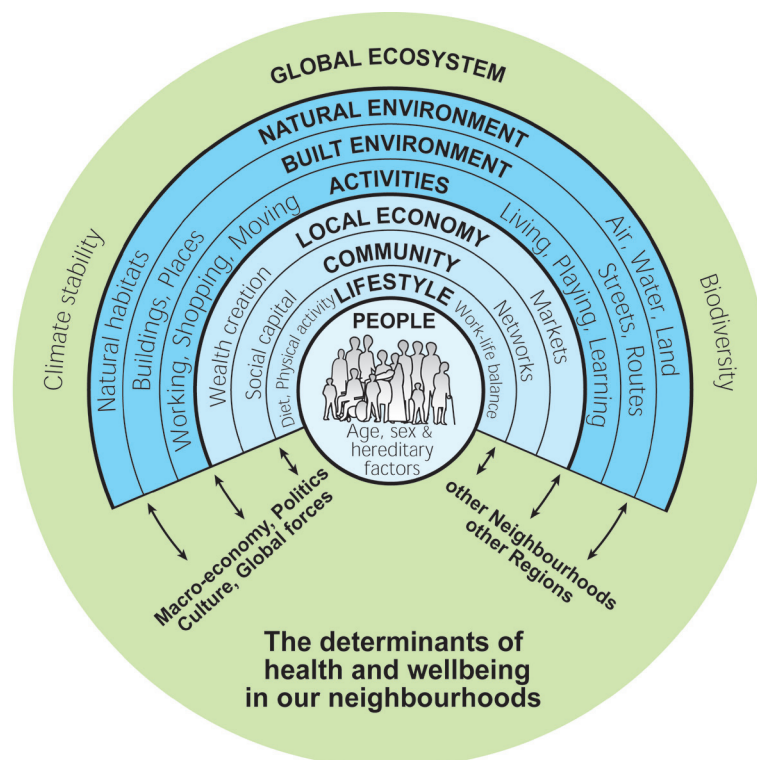 GLOBAL ECOSYSTEM
NATURAL ENVIRONMENT
BUILT ENVIRONMENT
ACTIVITIES
LOCAL ECONOMY
COMMUNITY
LIFESTYLE
PEOPLE
Age, sex &
hereditary
factors
Climate stability
Natural habitats
Buildings, Places
Working, Shopping, Moving
Wealth creation
Social capital
Diet, Physical activity
Work-life balance
Networks
Markets
Living, Playing, Learning
Streets, Routes
Air, Water, Land
Biodiversity
Macro-economy, Politics
Culture, Global forces
other Neighbourhoods
other Regions
The determinants of
health and wellbeing
in our neighbourhoods